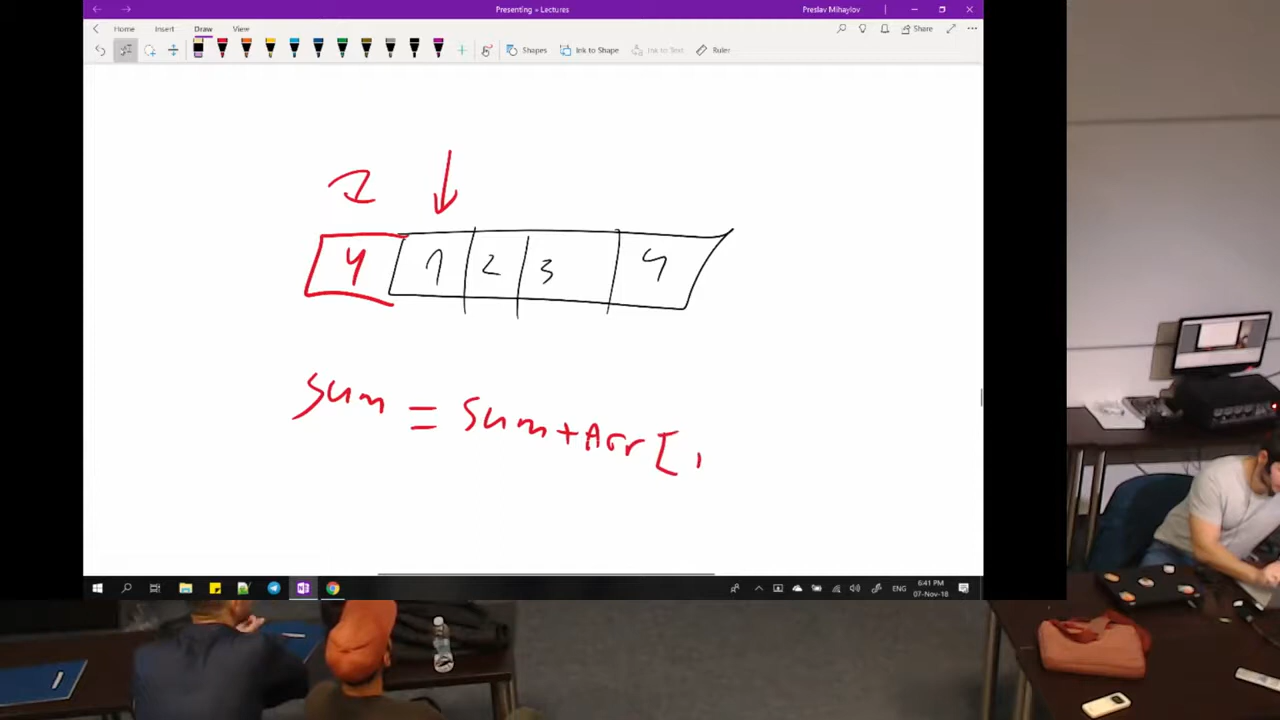 Presenting » Lectures
Preslav Mihaylov
Home Insert Draw View
Share
Shapes
Ink to Shape
Ink to Text
Ruler
4 1 2 3 4
sum = sum+Arr[
ENG
6:41 PM
07-Nov-18